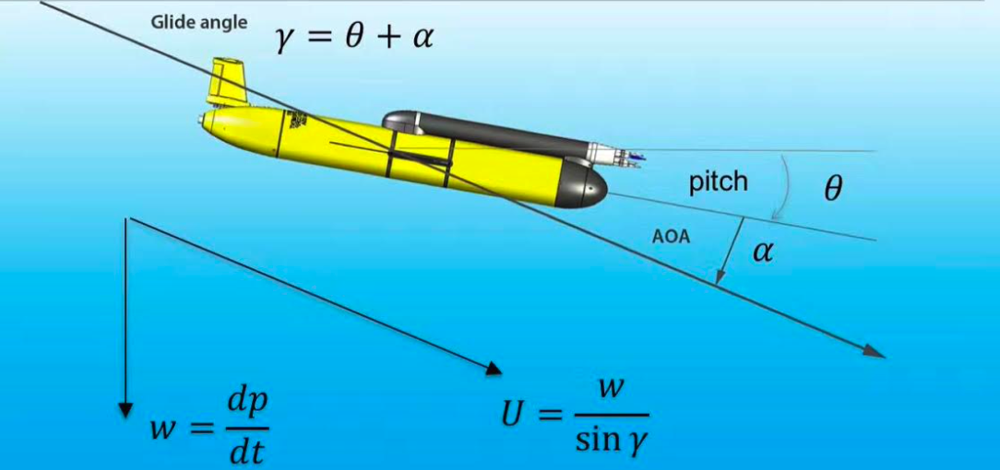 Glide angle
γ = θ + α
pitch
θ
AOA
α
w = dp/dt
U = w/sin γ